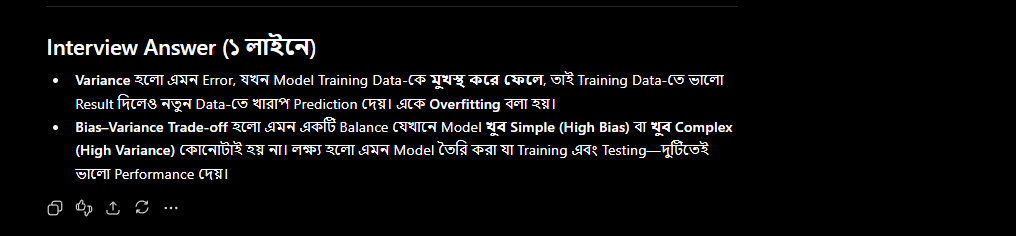 Interview Answer (১ লাইনে)
• Variance হলো এমন Error, যখন Model Training Data-কে মুখস্থ করে ফেলে, তাই Training Data-তে ভালো
Result দিলেও নতুন Data-তে খারাপ Prediction দেয়। একে Overfitting বলা হয়।
• Bias–Variance Trade-off হলো এমন একটি Balance যেখানে Model খুব Simple (High Bias) বা খুব Complex
(High Variance) কোনোটাই হয় না। লক্ষ্য হলো এমন Model তৈরি করা যা Training এবং Testing—দুটিতেই
ভালো Performance দেয়।